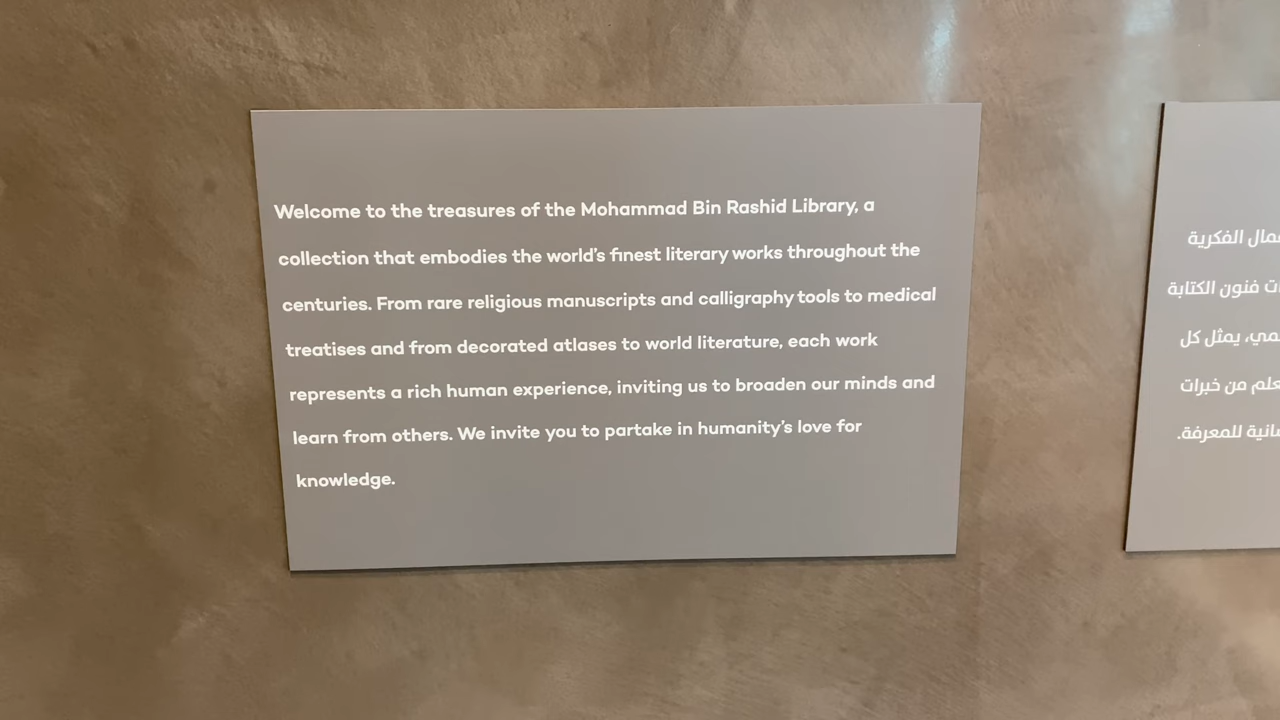 Welcome to the treasures of the Mohammad Bin Rashid Library, a
collection that embodies the world's finest literary works throughout the
centuries. From rare religious manuscripts and calligraphy tools to medical
treatises and from decorated atlases to world literature, each work
represents a rich human experience, inviting us to broaden our minds and
learn from others. We invite you to partake in humanity's love for
knowledge.
الفكرية
فنون الكتابة
يمثل كل
من خبرات
للمعرفة.